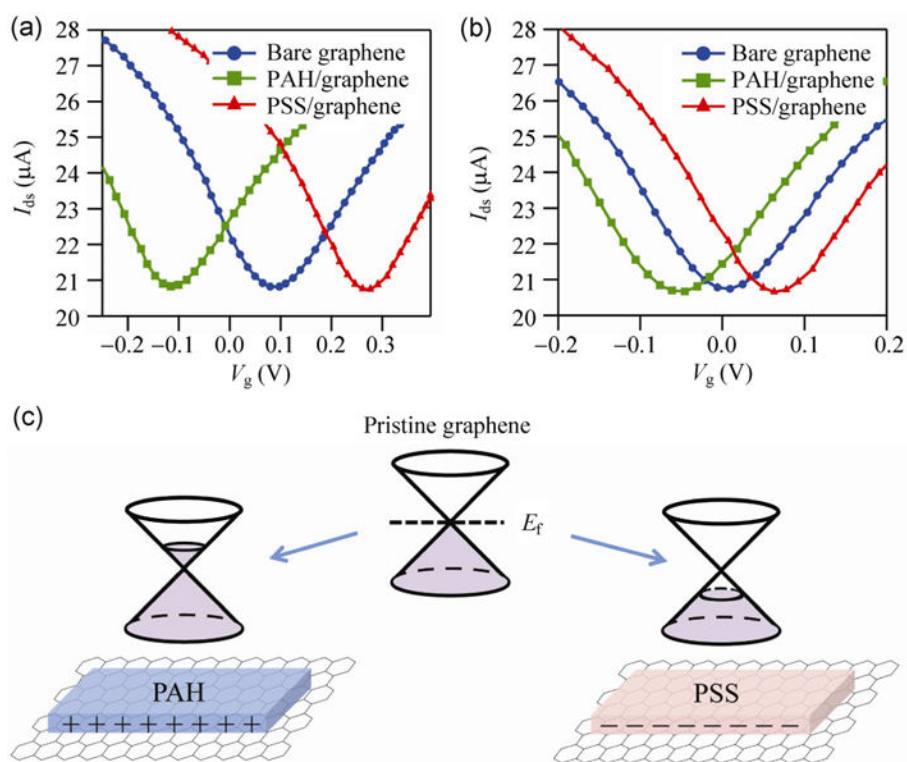 (a)
28
27
26
25
24
23
22
21
20
Ids (μA)
Bare graphene
PAH/graphene
PSS/graphene
−0.2 −0.1 0.0 0.1 0.2 0.3
Vg (V)
(b)
28
27
26
25
24
23
22
21
20
Ids (μA)
Bare graphene
PAH/graphene
PSS/graphene
−0.2 −0.1 0.0 0.1 0.2
Vg (V)
(c)
Pristine graphene
Ef
PAH
+ + + + + + + +
PSS
− − − − − − − −